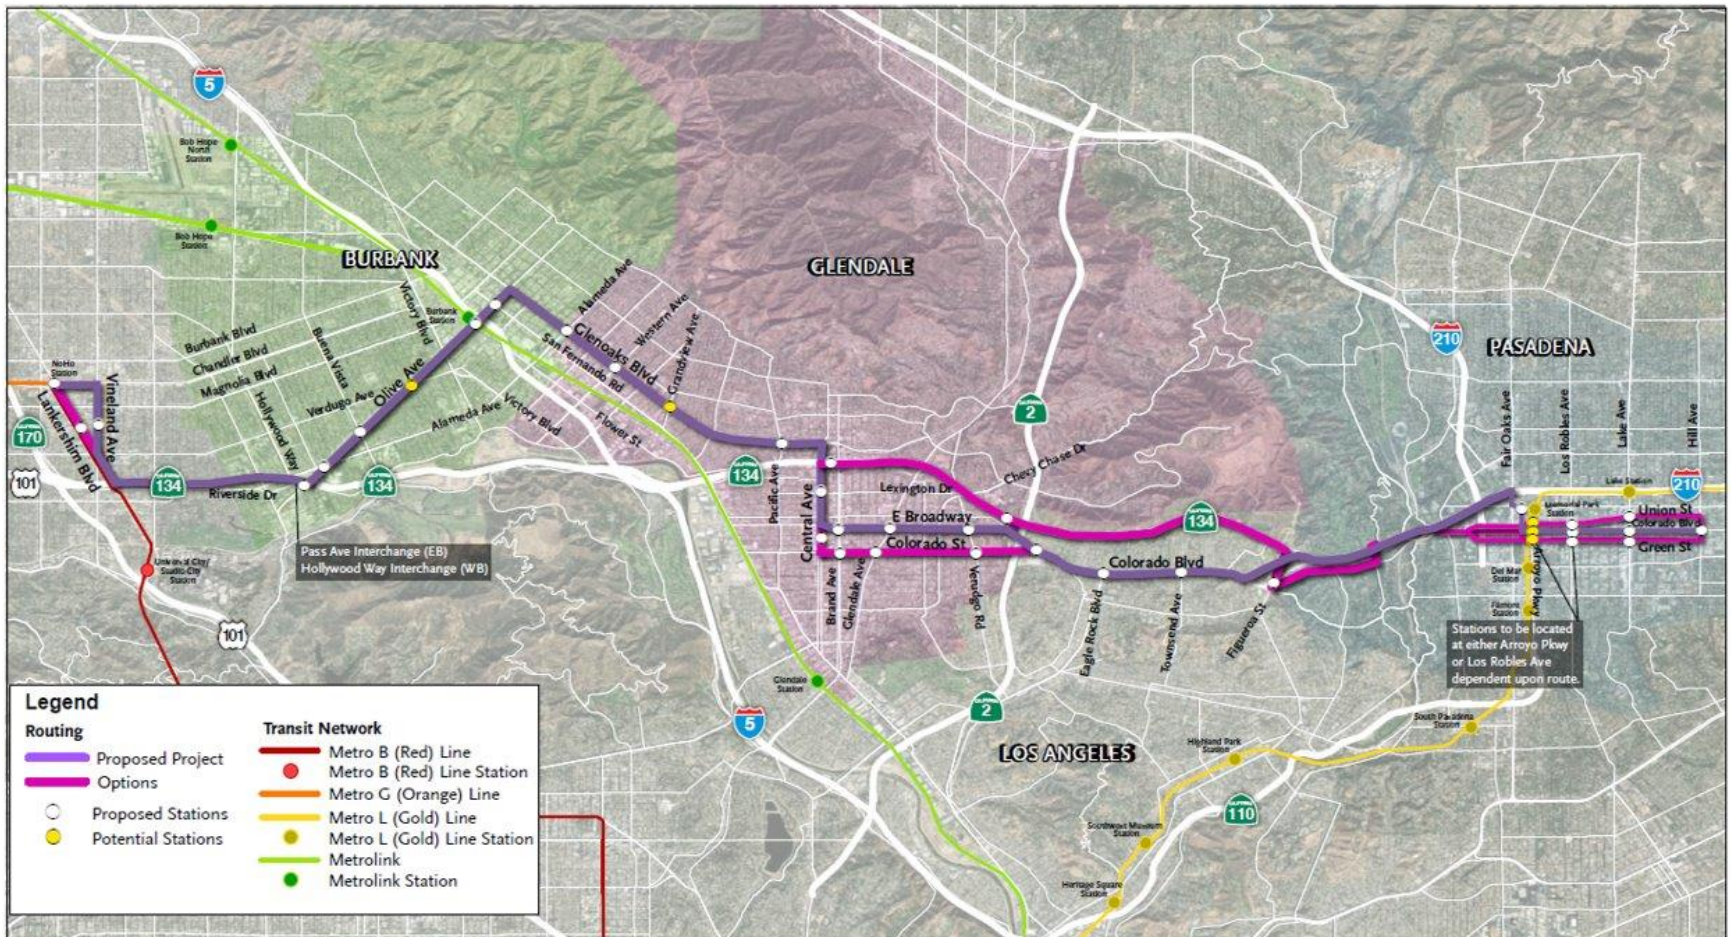 5
Bob Hope
North
Station
Bob Hope
Station
BURBANK
GLENDALE
PASADENA
LOS ANGELES
Burbank
Station
Victory Blvd
Alameda Ave
Western Ave
Grandview Ave
Glenoaks Blvd
San Fernando Rd
Burbank Blvd
Chandler Blvd
Magnolia Blvd
Buena Vista
Hollywood Way
Verdugo Ave
Olive Ave
Alameda Ave
Victory Blvd
Flower St
NoHo
Station
Vineland Ave
Lankershim Blvd
CALIFORNIA
170
101
CALIFORNIA
134
Riverside Dr
CALIFORNIA
134
Pass Ave Interchange (EB)
Hollywood Way Interchange (WB)
Universal City/
Studio City
Station
101
CALIFORNIA
134
Pacific Ave
Central Ave
Lexington Dr
Chevy Chase Dr
E Broadway
Colorado St
Brand Ave
Glendale Ave
Verdugo Rd
CALIFORNIA
2
CALIFORNIA
134
Colorado Blvd
Eagle Rock Blvd
Townsend Ave
Figueroa St
210
Fair Oaks Ave
Los Robles Ave
Lake Ave
Hill Ave
Lake Station
210
Memorial Park
Station
Union St
Colorado Blvd
Green St
Arroyo Pkwy
Del Mar
Station
Fillmore
Station
Stations to be located
at either Arroyo Pkwy
or Los Robles Ave
dependent upon route.
Glendale
Station
5
CALIFORNIA
2
South Pasadena
Station
Highland Park
Station
CALIFORNIA
110
Southwest Museum
Station
Heritage Square
Station
Legend
Routing
Proposed Project
Options
Proposed Stations
Potential Stations
Transit Network
Metro B (Red) Line
Metro B (Red) Line Station
Metro G (Orange) Line
Metro L (Gold) Line
Metro L (Gold) Line Station
Metrolink
Metrolink Station